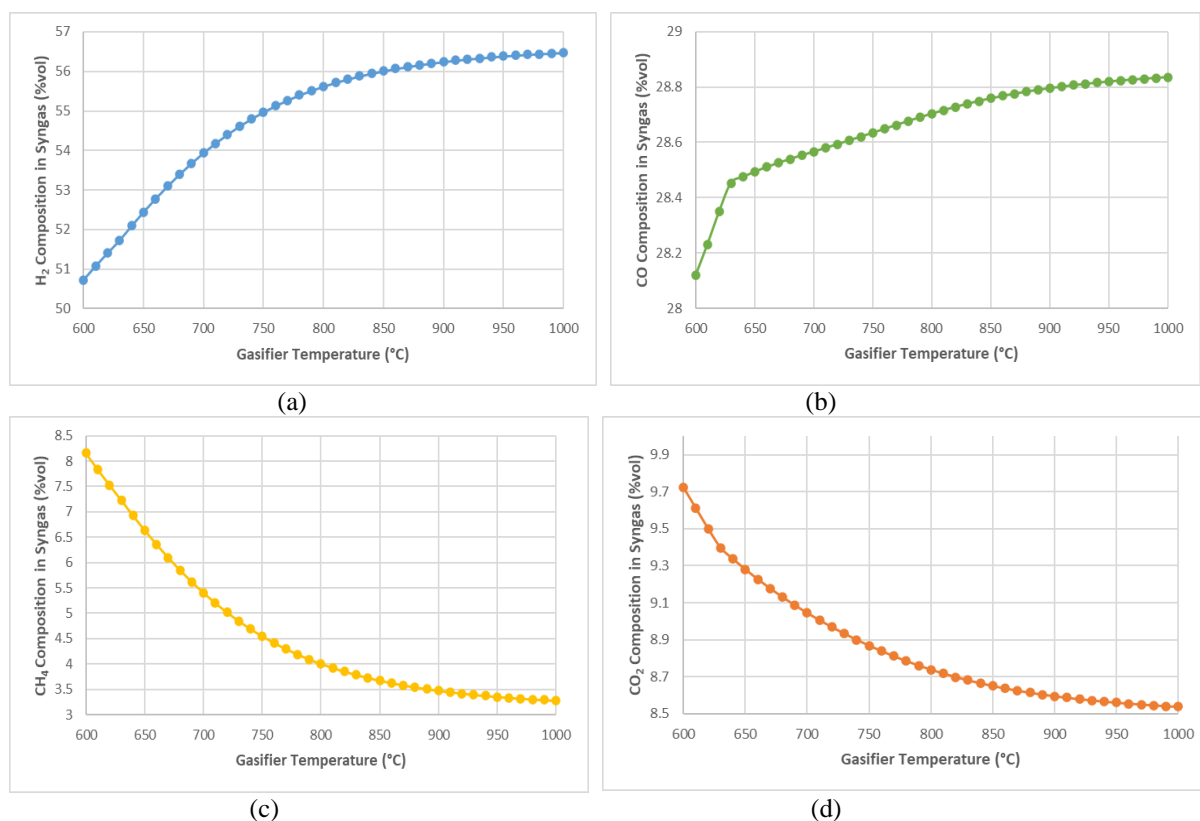 57
56
55
54
53
52
51
50
H2 Composition in Syngas (%vol)
600 650 700 750 800 850 900 950 1000
Gasifier Temperature (°C)
(a)
29
28.8
28.6
28.4
28.2
28
CO Composition in Syngas (%vol)
600 650 700 750 800 850 900 950 1000
Gasifier Temperature (°C)
(b)
8.5
8
7.5
7
6.5
6
5.5
5
4.5
4
3.5
3
CH4 Composition in Syngas (%vol)
600 650 700 750 800 850 900 950 1000
Gasifier Temperature (°C)
(c)
9.9
9.7
9.5
9.3
9.1
8.9
8.7
8.5
CO2 Composition in Syngas (%vol)
600 650 700 750 800 850 900 950 1000
Gasifier Temperature (°C)
(d)